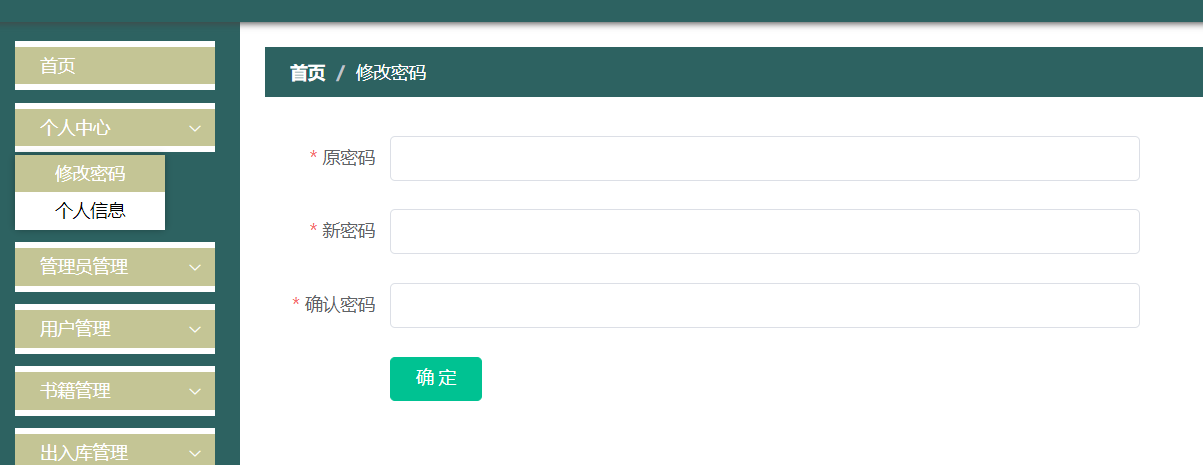 首页
个人中心
修改密码
个人信息
管理员管理
用户管理
书籍管理
出入库管理
首页 / 修改密码
* 原密码
* 新密码
* 确认密码
确定